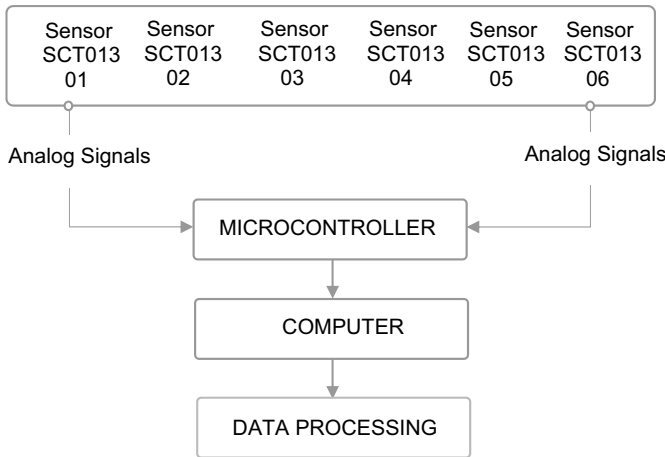 Sensor
SCT013
01
Sensor
SCT013
02
Sensor
SCT013
03
Sensor
SCT013
04
Sensor
SCT013
05
Sensor
SCT013
06
Analog Signals
Analog Signals
MICROCONTROLLER
COMPUTER
DATA PROCESSING